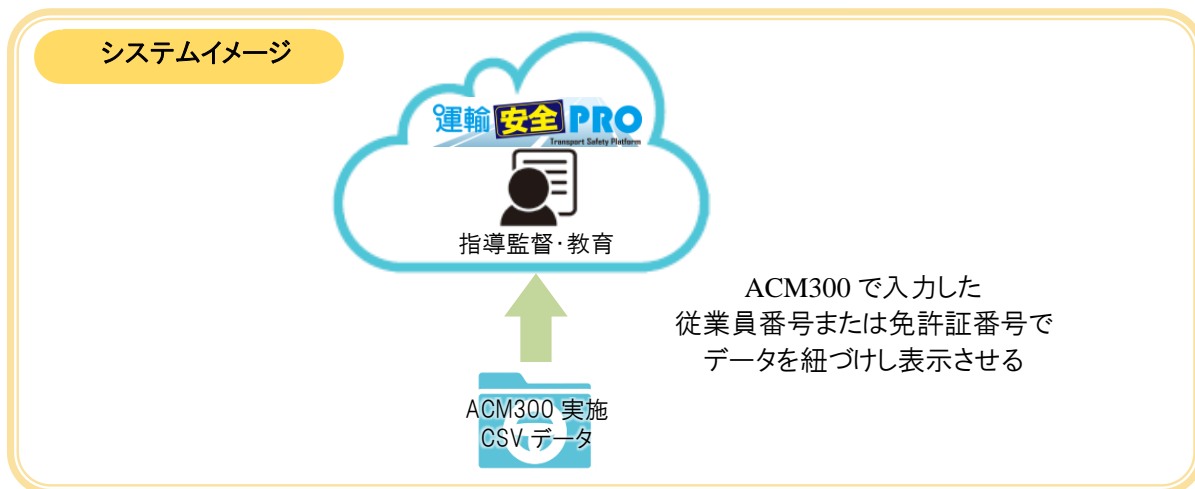 システムイメージ
運輸安全PRO
Transport Safety Platform
指導監督・教育
ACM300 で入力した
従業員番号または免許証番号で
データを紐づけし表示させる
ACM300 実施
CSV データ